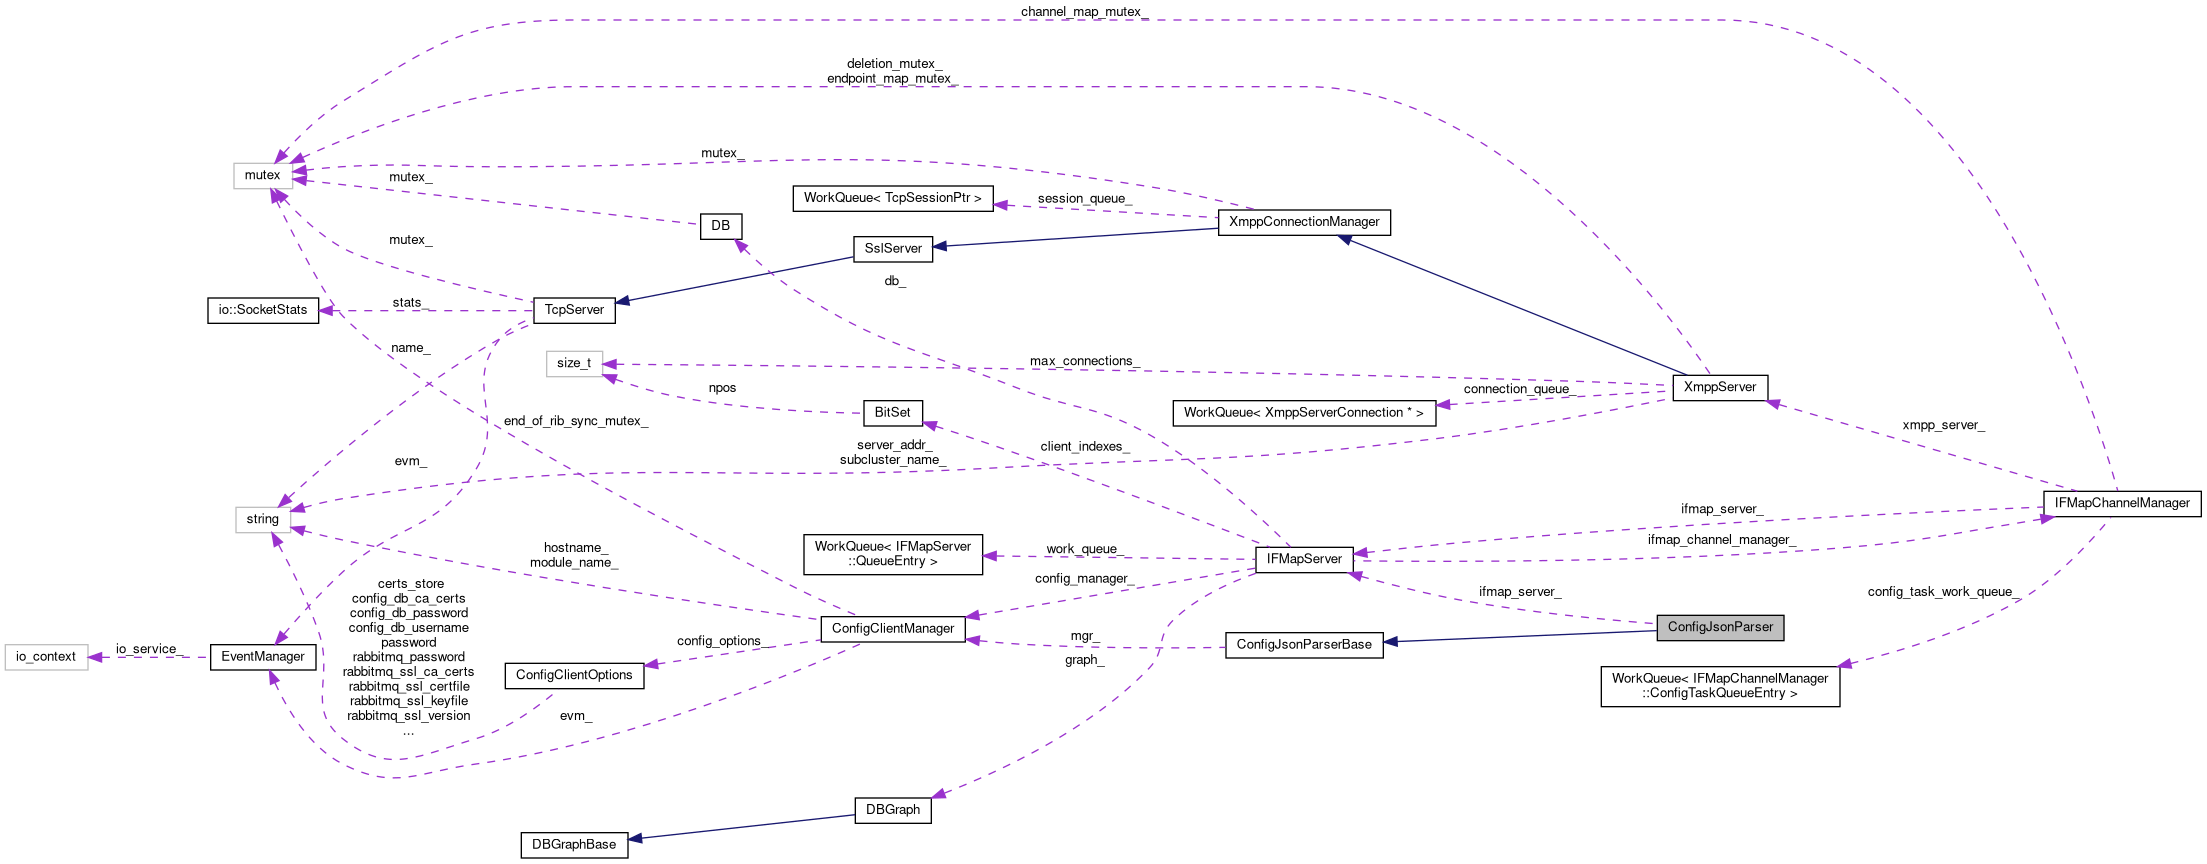 channel_map_mutex_
deletion_mutex_
endpoint_map_mutex_
mutex_
mutex
mutex_
WorkQueue< TcpSessionPtr >
session_queue_
XmppConnectionManager
DB
mutex_
SslServer
db_
io::SocketStats
stats_
TcpServer
name_
size_t
max_connections_
npos
XmppServer
connection_queue_
BitSet
WorkQueue< XmppServerConnection * >
end_of_rib_sync_mutex_
xmpp_server_
server_addr_
subcluster_name_
client_indexes_
evm_
IFMapChannelManager
ifmap_server_
string
ifmap_channel_manager_
hostname_
module_name_
WorkQueue< IFMapServer
::QueueEntry >
work_queue_
IFMapServer
config_manager_
ifmap_server_
config_task_work_queue_
certs_store
config_db_ca_certs
config_db_password
config_db_username
password
rabbitmq_password
rabbitmq_ssl_ca_certs
rabbitmq_ssl_certfile
rabbitmq_ssl_keyfile
rabbitmq_ssl_version
...
ConfigClientManager
ConfigJsonParser
mgr_
config_options_
ConfigJsonParserBase
io_context
io_service_
EventManager
graph_
ConfigClientOptions
WorkQueue< IFMapChannelManager
::ConfigTaskQueueEntry >
evm_
DBGraph
DBGraphBase